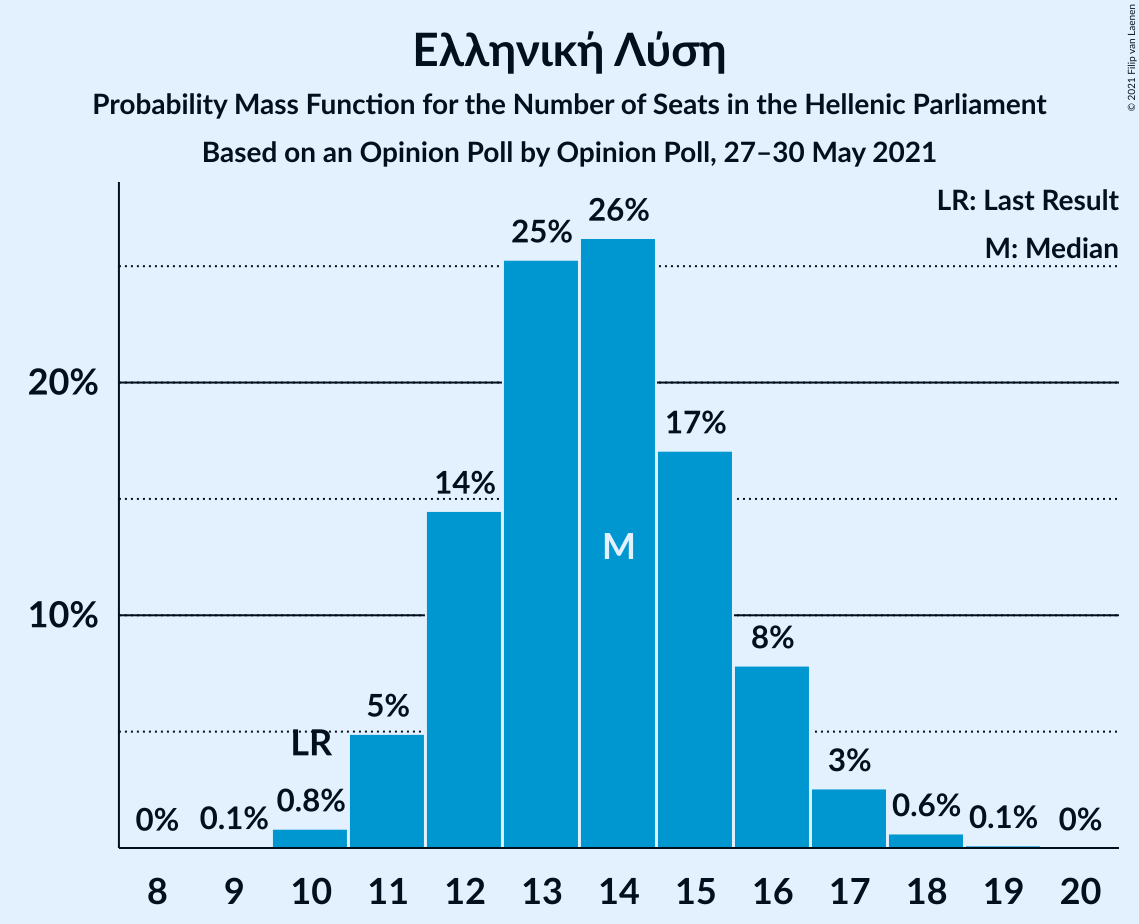 © 2021 Filip van Laenen
Ελληνική Λύση
Probability Mass Function for the Number of Seats in the Hellenic Parliament
Based on an Opinion Poll by Opinion Poll, 27–30 May 2021
LR: Last Result
M: Median
20%
10%
0%
0.1%
0.8%
LR
5%
14%
25%
26%
M
17%
8%
3%
0.6%
0.1%
0%
8 9 10 11 12 13 14 15 16 17 18 19 20